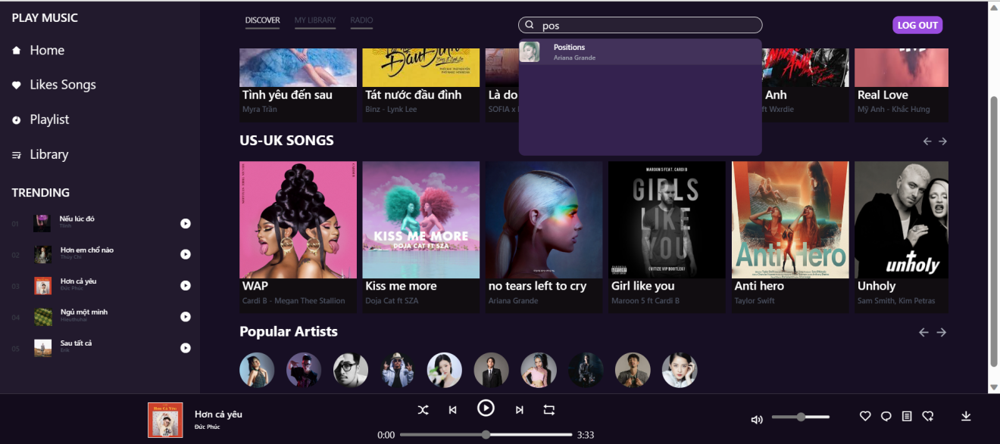 PLAY MUSIC
Home
Likes Songs
Playlist
Library
TRENDING
01
Nếu lúc đó
Tlinh
02
Hơn em chỗ nào
Thùy Chi
03
Hơn cả yêu
Đức Phúc
04
Ngủ một mình
Hieuthuhai
05
Sau tất cả
Erik
DISCOVER
MY LIBRARY
RADIO
pos
LOG OUT
Positions
Ariana Grande
Tình yêu đến sau
Myra Trần
Tát nước đầu đình
Binz - Lynk Lee
Là do
SOFIA x
Anh
ft Wxrdie
Real Love
Mỹ Anh - Khắc Hưng
US-UK SONGS
WAP
Cardi B - Megan Thee Stallion
KISS ME MORE
DOJA CAT FT SZA
Kiss me more
Doja Cat ft SZA
no tears left to cry
Ariana Grande
MAROON 5 FEAT. CARDI B
GIRLS
LIKE
YOU
(VITIZE VIP BOOTLEG)
Girl like you
Maroon 5 ft Cardi B
Anti Hero
Anti hero
Taylor Swift
unholy
Unholy
Sam Smith, Kim Petras
Popular Artists
Hơn Cả Yêu
Hơn cả yêu
Đức Phúc
0:00
3:33